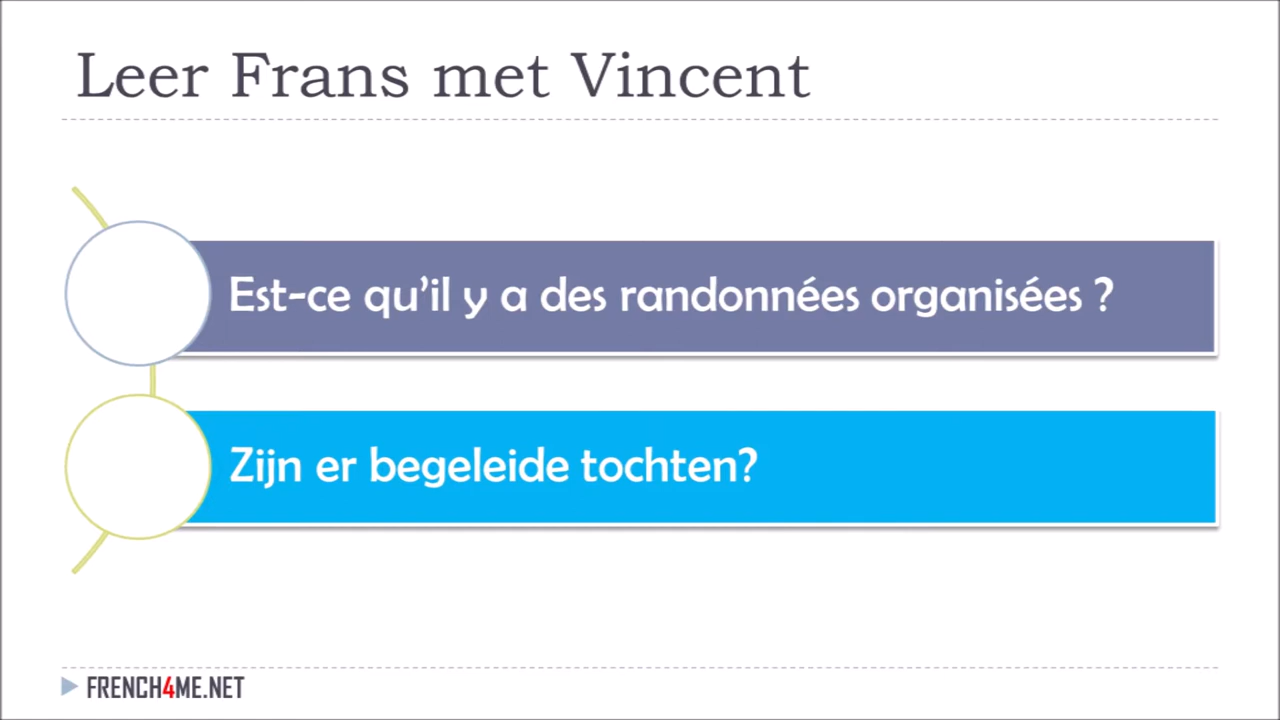 Leer Frans met Vincent
Est-ce qu’il y a des randonnées organisées ?
Zijn er begeleide tochten?
FRENCH4ME.NET